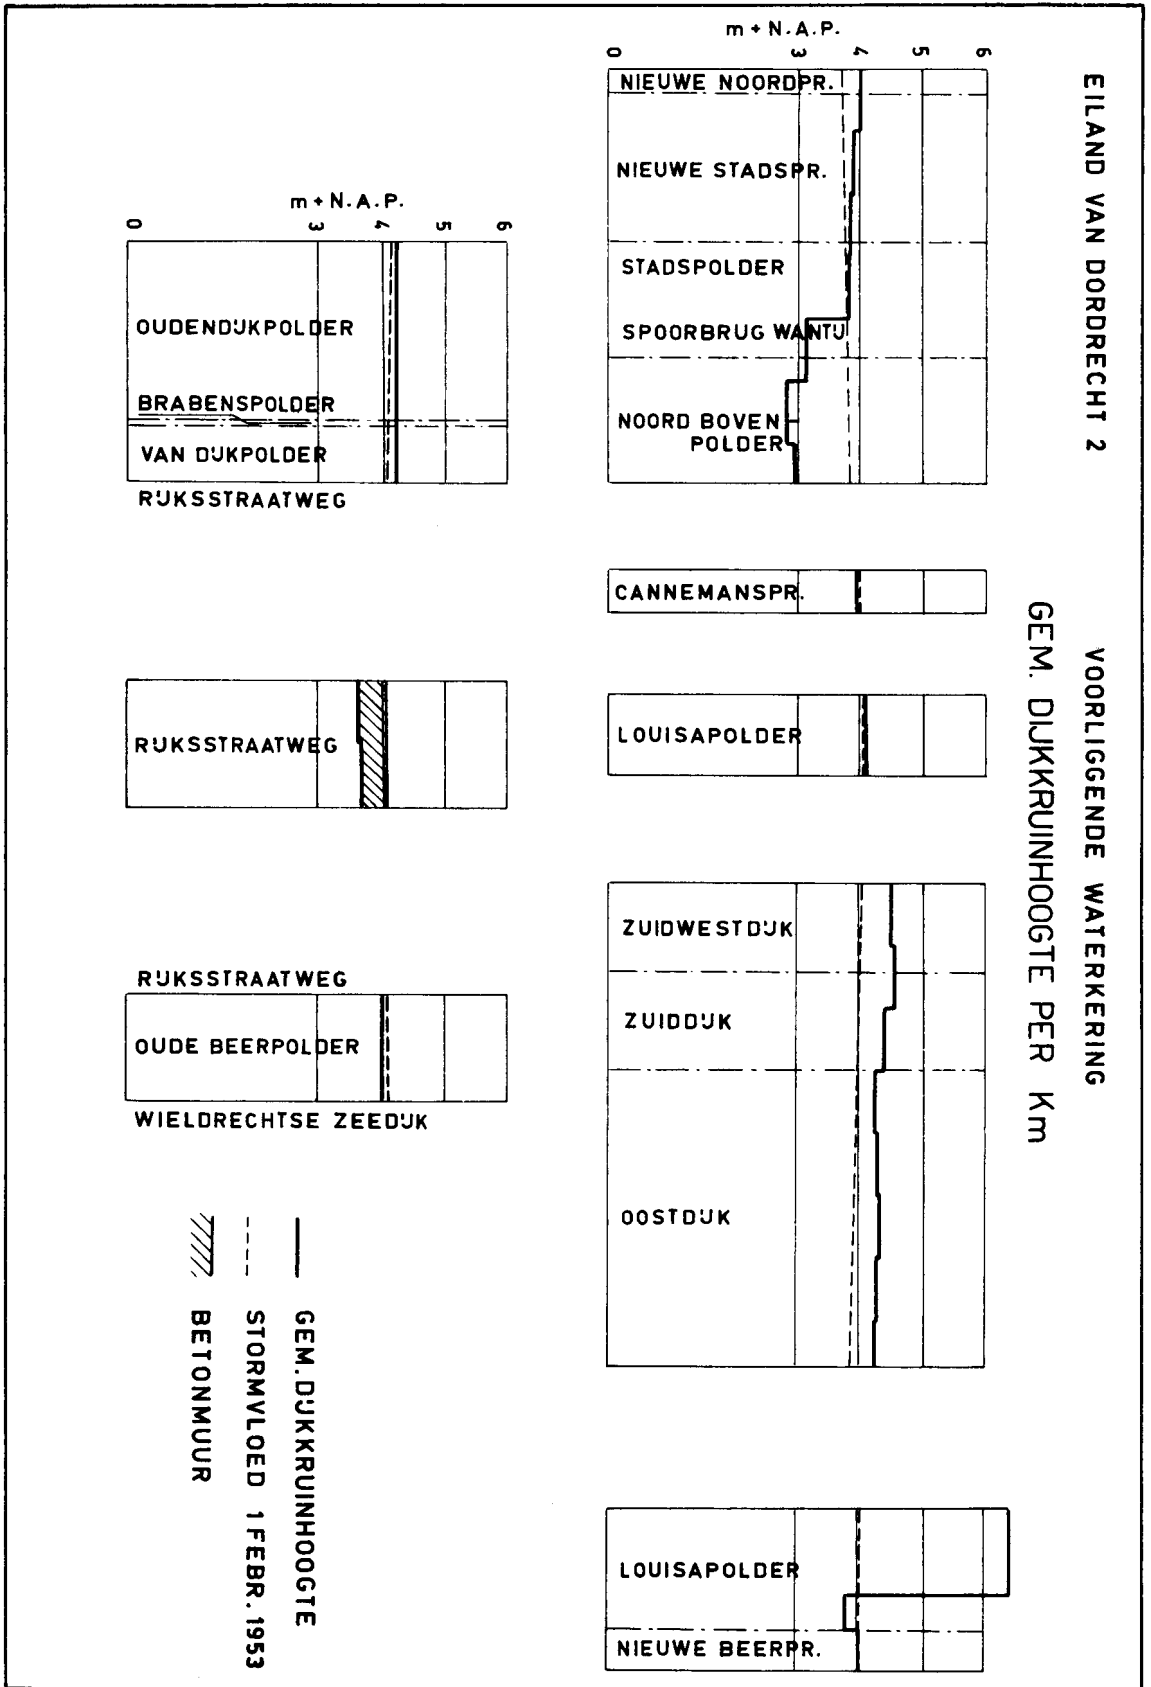 EILAND VAN DORDRECHT 2
VOORLIGGENDE WATERKERING
GEM. DIJKKRUINHOOGTE PER Km
m + N.A.P.
0 3 4 5 6
NIEUWE NOORDPR.
NIEUWE STADSPR.
STADSPOLDER
SPOORBRUG WANTIJ
NOORD BOVEN
POLDER
CANNEMANSPR.
LOUISAPOLDER
ZUIDWESTDIJK
ZUIDDIJK
OOSTDIJK
LOUISAPOLDER
NIEUWE BEERPR.
m + N.A.P.
0 3 4 5 6
OUDENDIJKPOLDER
BRABENSPOLDER
VAN DIJKPOLDER
RIJKSSTRAATWEG
RIJKSSTRAATWEG
RIJKSSTRAATWEG
OUDE BEERPOLDER
WIELDRECHTSE ZEEDIJK
GEM. DIJKKRUINHOOGTE
STORMVLOED 1 FEBR. 1953
BETONMUUR